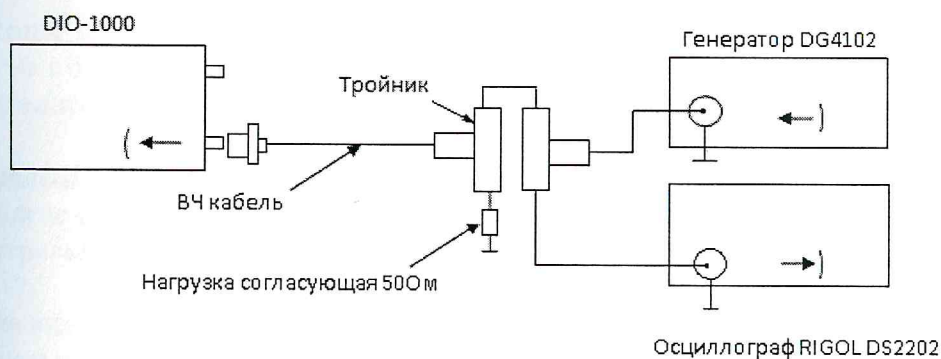 DIO-1000
Генератор DG4102
Тройник
ВЧ кабель
Нагрузка согласующая 50Ом
Осциллограф RIGOL DS2202